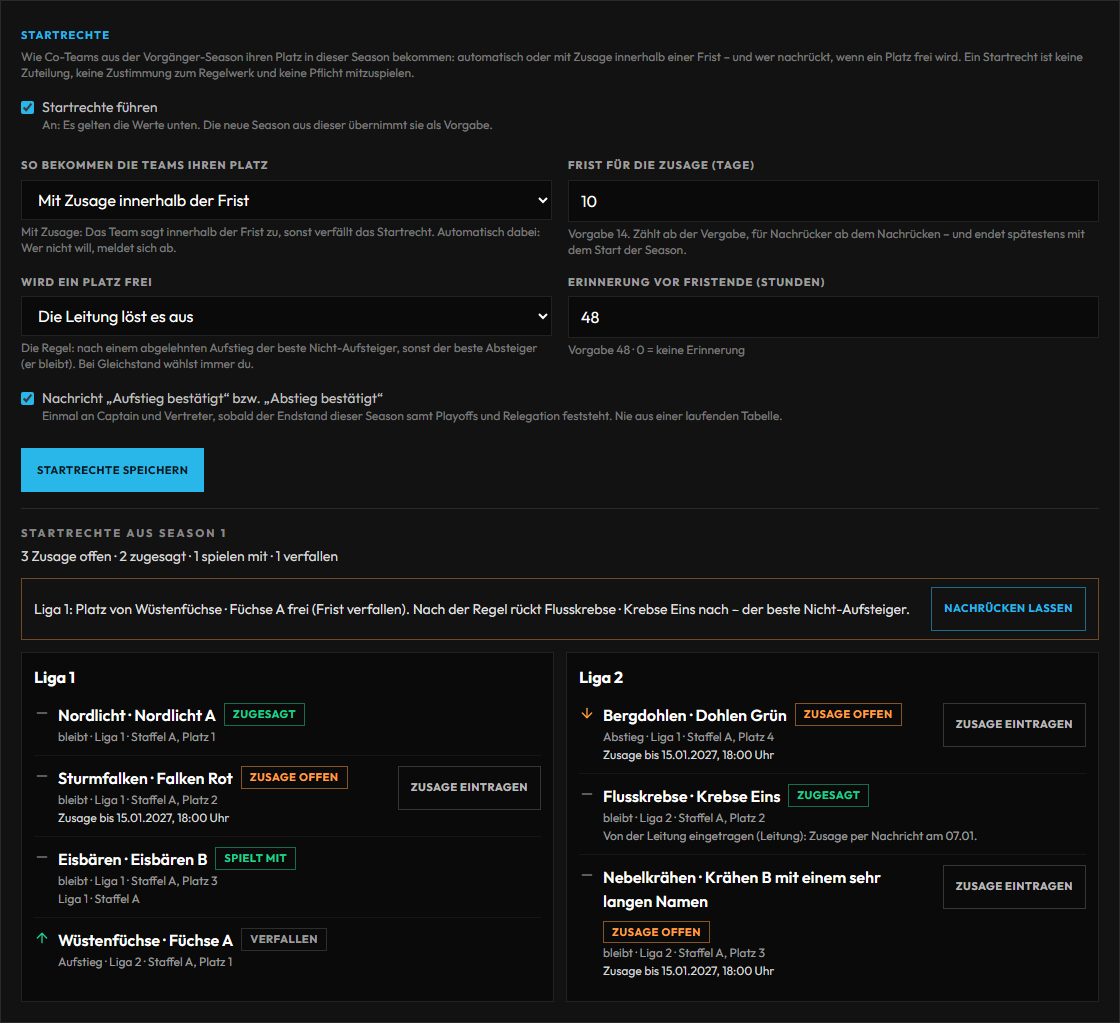 STARTRECHTE
Wie Co-Teams aus der Vorgänger-Season ihren Platz in dieser Season bekommen: automatisch oder mit Zusage innerhalb einer Frist – und wer nachrückt, wenn ein Platz frei wird. Ein Startrecht ist keine
Zuteilung, keine Zustimmung zum Regelwerk und keine Pflicht mitzuspielen.
Startrechte führen
An: Es gelten die Werte unten. Die neue Season aus dieser übernimmt sie als Vorgabe.
SO BEKOMMEN DIE TEAMS IHREN PLATZ
Mit Zusage innerhalb der Frist
Mit Zusage: Das Team sagt innerhalb der Frist zu, sonst verfällt das Startrecht. Automatisch dabei:
Wer nicht will, meldet sich ab.
FRIST FÜR DIE ZUSAGE (TAGE)
10
Vorgabe 14. Zählt ab der Vergabe, für Nachrücker ab dem Nachrücken – und endet spätestens mit
dem Start der Season.
WIRD EIN PLATZ FREI
Die Leitung löst es aus
Die Regel: nach einem abgelehnten Aufstieg der beste Nicht-Aufsteiger, sonst der beste Absteiger
(er bleibt). Bei Gleichstand wählst immer du.
ERINNERUNG VOR FRISTENDE (STUNDEN)
48
Vorgabe 48 · 0 = keine Erinnerung
Nachricht „Aufstieg bestätigt“ bzw. „Abstieg bestätigt“
Einmal an Captain und Vertreter, sobald der Endstand dieser Season samt Playoffs und Relegation feststeht. Nie aus einer laufenden Tabelle.
STARTRECHTE SPEICHERN
STARTRECHTE AUS SEASON 1
3 Zusage offen · 2 zugesagt · 1 spielen mit · 1 verfallen
Liga 1: Platz von Wüstenfüchse · Füchse A frei (Frist verfallen). Nach der Regel rückt Flusskrebse · Krebse Eins nach – der beste Nicht-Aufsteiger.
NACHRÜCKEN LASSEN
Liga 1
Nordlicht · Nordlicht A ZUGESAGT
bleibt · Liga 1 · Staffel A, Platz 1
Sturmfalken · Falken Rot ZUSAGE OFFEN
bleibt · Liga 1 · Staffel A, Platz 2
Zusage bis 15.01.2027, 18:00 Uhr
ZUSAGE EINTRAGEN
Eisbären · Eisbären B SPIELT MIT
bleibt · Liga 1 · Staffel A, Platz 3
Liga 1 · Staffel A
Wüstenfüchse · Füchse A VERFALLEN
Aufstieg · Liga 2 · Staffel A, Platz 1
Liga 2
Bergdohlen · Dohlen Grün ZUSAGE OFFEN
Abstieg · Liga 1 · Staffel A, Platz 4
Zusage bis 15.01.2027, 18:00 Uhr
ZUSAGE EINTRAGEN
Flusskrebse · Krebse Eins ZUGESAGT
bleibt · Liga 2 · Staffel A, Platz 2
Von der Leitung eingetragen (Leitung): Zusage per Nachricht am 07.01.
Nebelkrähen · Krähen B mit einem sehr
langen Namen
ZUSAGE OFFEN
bleibt · Liga 2 · Staffel A, Platz 3
Zusage bis 15.01.2027, 18:00 Uhr
ZUSAGE EINTRAGEN